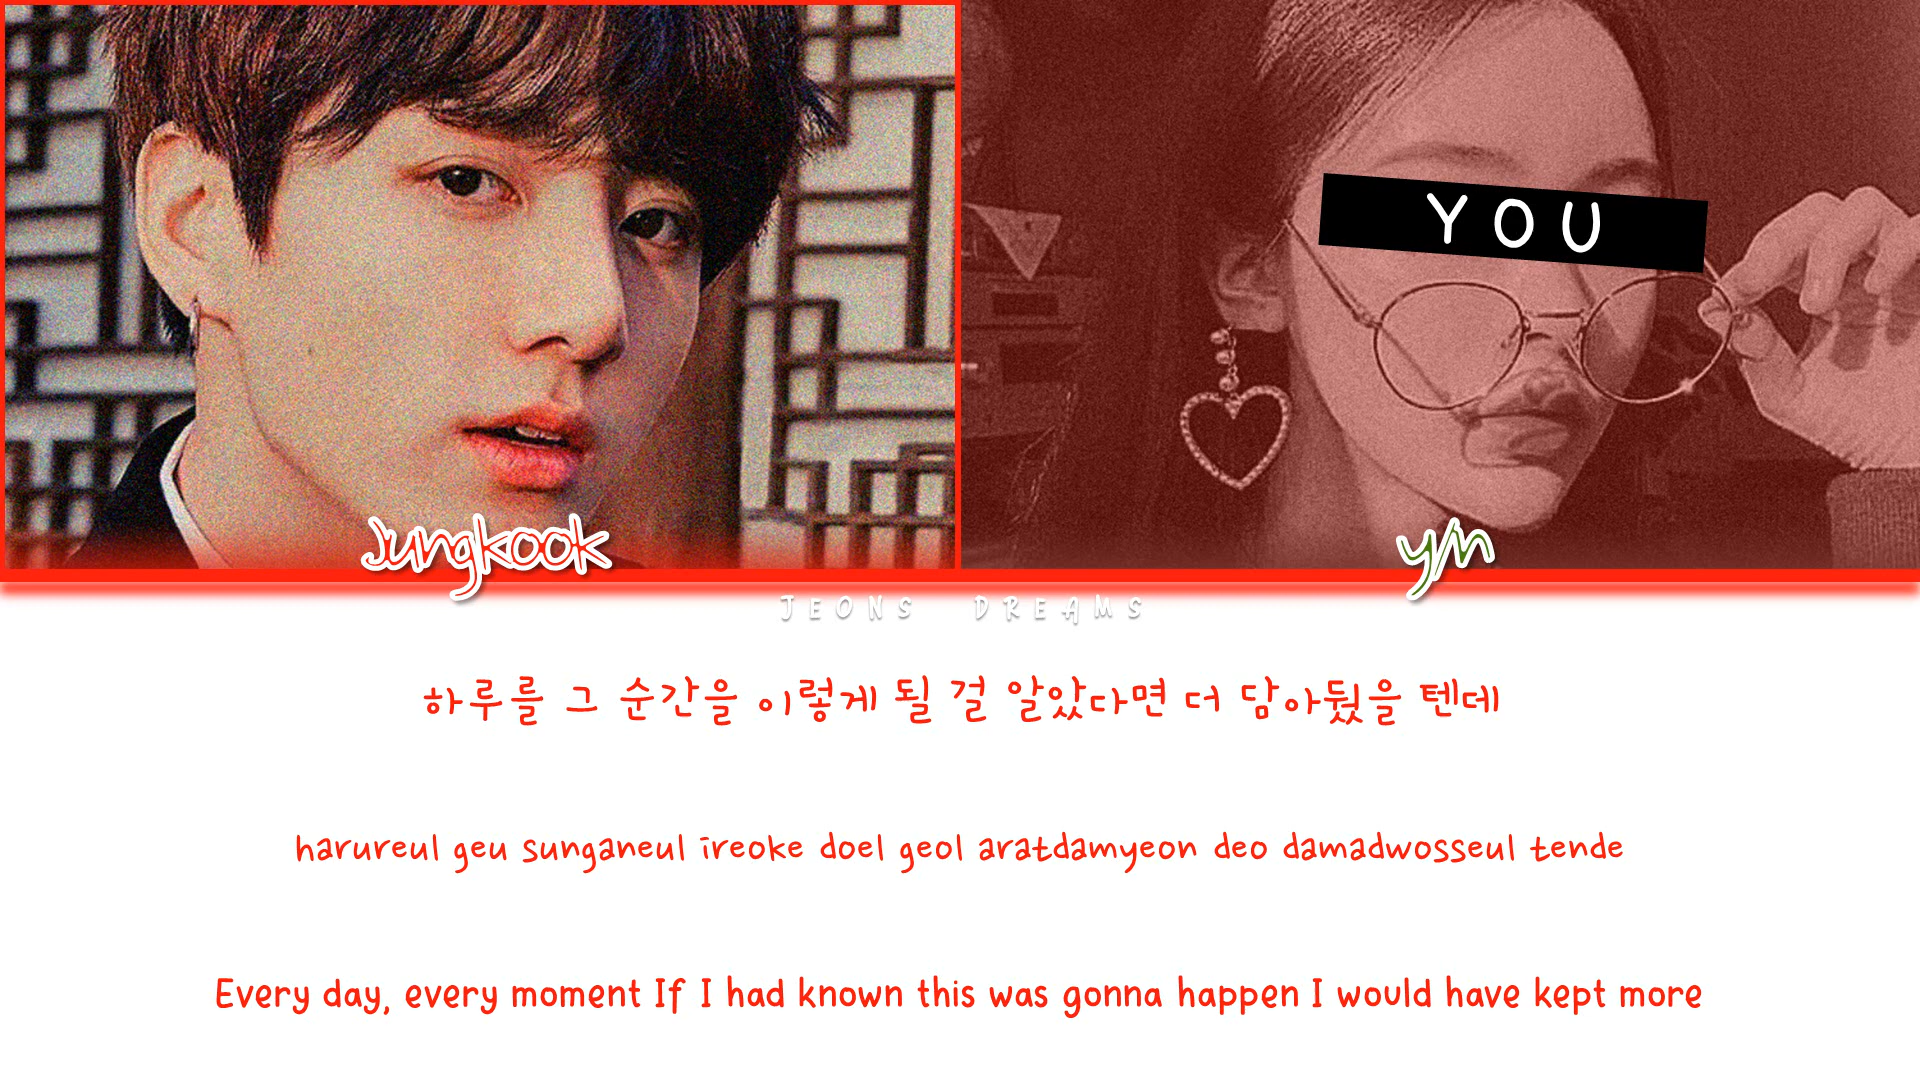 YOU
Jungkook
y/n
JEONS DREAMS
하루를 그 순간을 이렇게 될 걸 알았다면 더 담아뒀을 텐데
harureul geu sunganeul ireoke doel geol aratdamyeon deo damadwosseul tende
Every day, every moment If I had known this was gonna happen I would have kept more